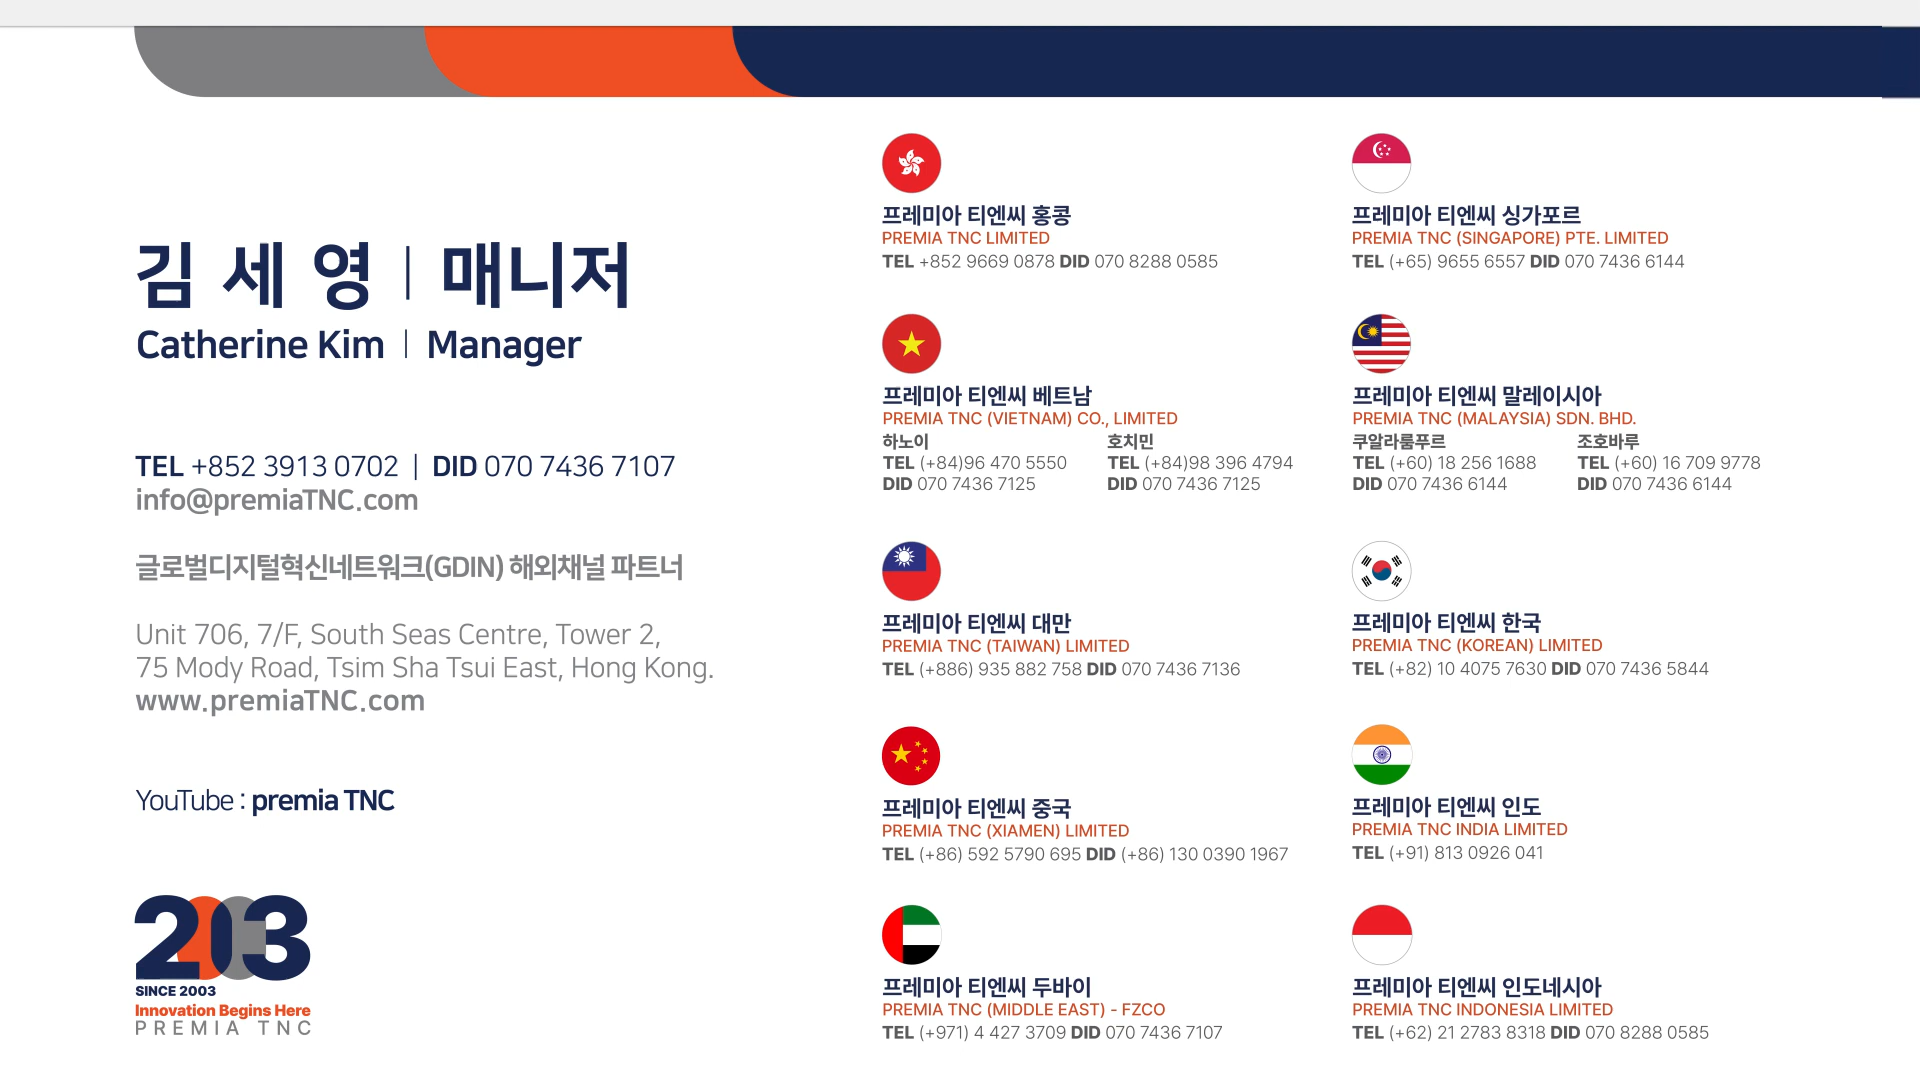 김 세 영 | 매니저
Catherine Kim | Manager
TEL +852 3913 0702 | DID 070 7436 7107
info@premiaTNC.com
글로벌디지털혁신네트워크(GDIN) 해외채널 파트너
Unit 706, 7/F, South Seas Centre, Tower 2,
75 Mody Road, Tsim Sha Tsui East, Hong Kong.
www.premiaTNC.com
YouTube : premia TNC
2003
SINCE 2003
Innovation Begins Here
PREMIA TNC
프레미아 티엔씨 홍콩
PREMIA TNC LIMITED
TEL +852 9669 0878 DID 070 8288 0585
프레미아 티엔씨 싱가포르
PREMIA TNC (SINGAPORE) PTE. LIMITED
TEL (+65) 9655 6557 DID 070 7436 6144
프레미아 티엔씨 베트남
PREMIA TNC (VIETNAM) CO., LIMITED
하노이
TEL (+84)96 470 5550
DID 070 7436 7125
호치민
TEL (+84)98 396 4794
DID 070 7436 7125
프레미아 티엔씨 말레이시아
PREMIA TNC (MALAYSIA) SDN. BHD.
쿠알라룸푸르
TEL (+60) 18 256 1688
DID 070 7436 6144
조호바루
TEL (+60) 16 709 9778
DID 070 7436 6144
프레미아 티엔씨 대만
PREMIA TNC (TAIWAN) LIMITED
TEL (+886) 935 882 758 DID 070 7436 7136
프레미아 티엔씨 한국
PREMIA TNC (KOREAN) LIMITED
TEL (+82) 10 4075 7630 DID 070 7436 5844
프레미아 티엔씨 중국
PREMIA TNC (XIAMEN) LIMITED
TEL (+86) 592 5790 695 DID (+86) 130 0390 1967
프레미아 티엔씨 인도
PREMIA TNC INDIA LIMITED
TEL (+91) 813 0926 041
프레미아 티엔씨 두바이
PREMIA TNC (MIDDLE EAST) - FZCO
TEL (+971) 4 427 3709 DID 070 7436 7107
프레미아 티엔씨 인도네시아
PREMIA TNC INDONESIA LIMITED
TEL (+62) 21 2783 8318 DID 070 8288 0585